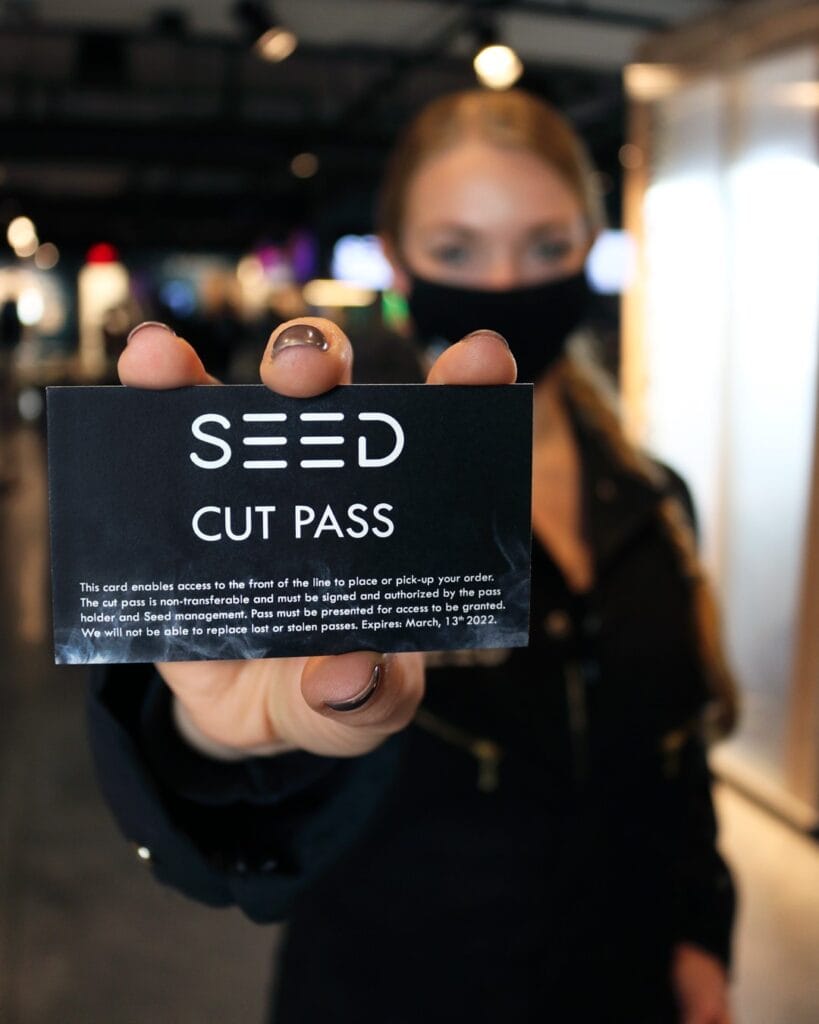 SEED
CUT PASS
This card enables access to the front of the line to place or pick-up your order.
The cut pass is non-transferable and must be signed and authorized by the pass
holder and Seed management. Pass must be presented for access to be granted.
We will not be able to replace lost or stolen passes. Expires: March, 13th 2022.